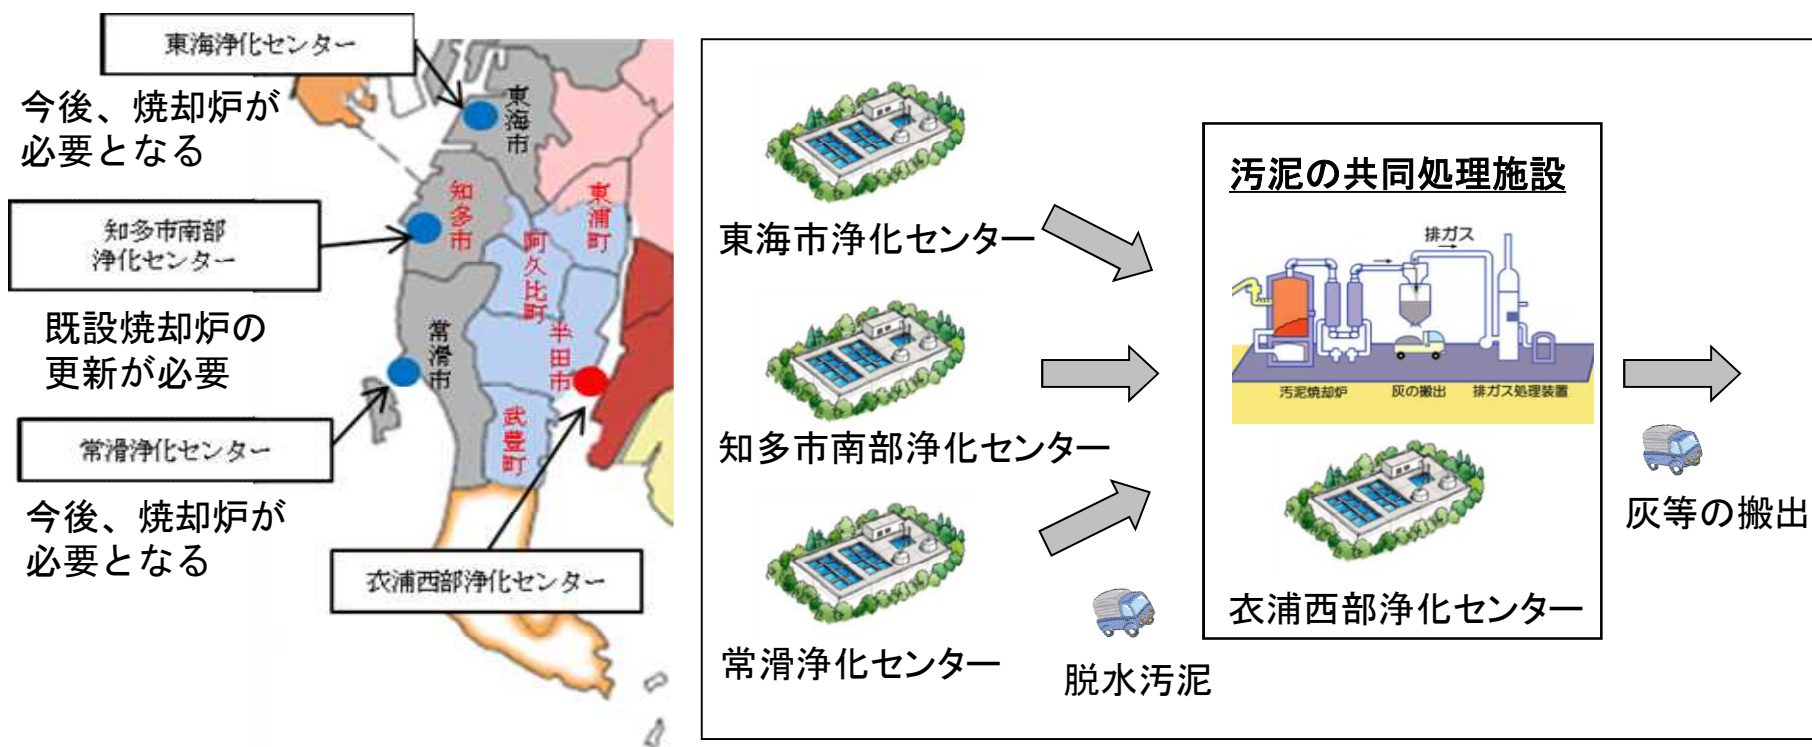 東海浄化センター
今後、焼却炉が
必要となる
知多市南部
浄化センター
既設焼却炉の
更新が必要
常滑浄化センター
今後、焼却炉が
必要となる
衣浦西部浄化センター
東海市
知多市
東浦町
阿久比町
常滑市
半田市
武豊町
東海市浄化センター
知多市南部浄化センター
常滑浄化センター
脱水汚泥
汚泥の共同処理施設
排ガス
汚泥焼却炉
灰の搬出
排ガス処理装置
衣浦西部浄化センター
灰等の搬出